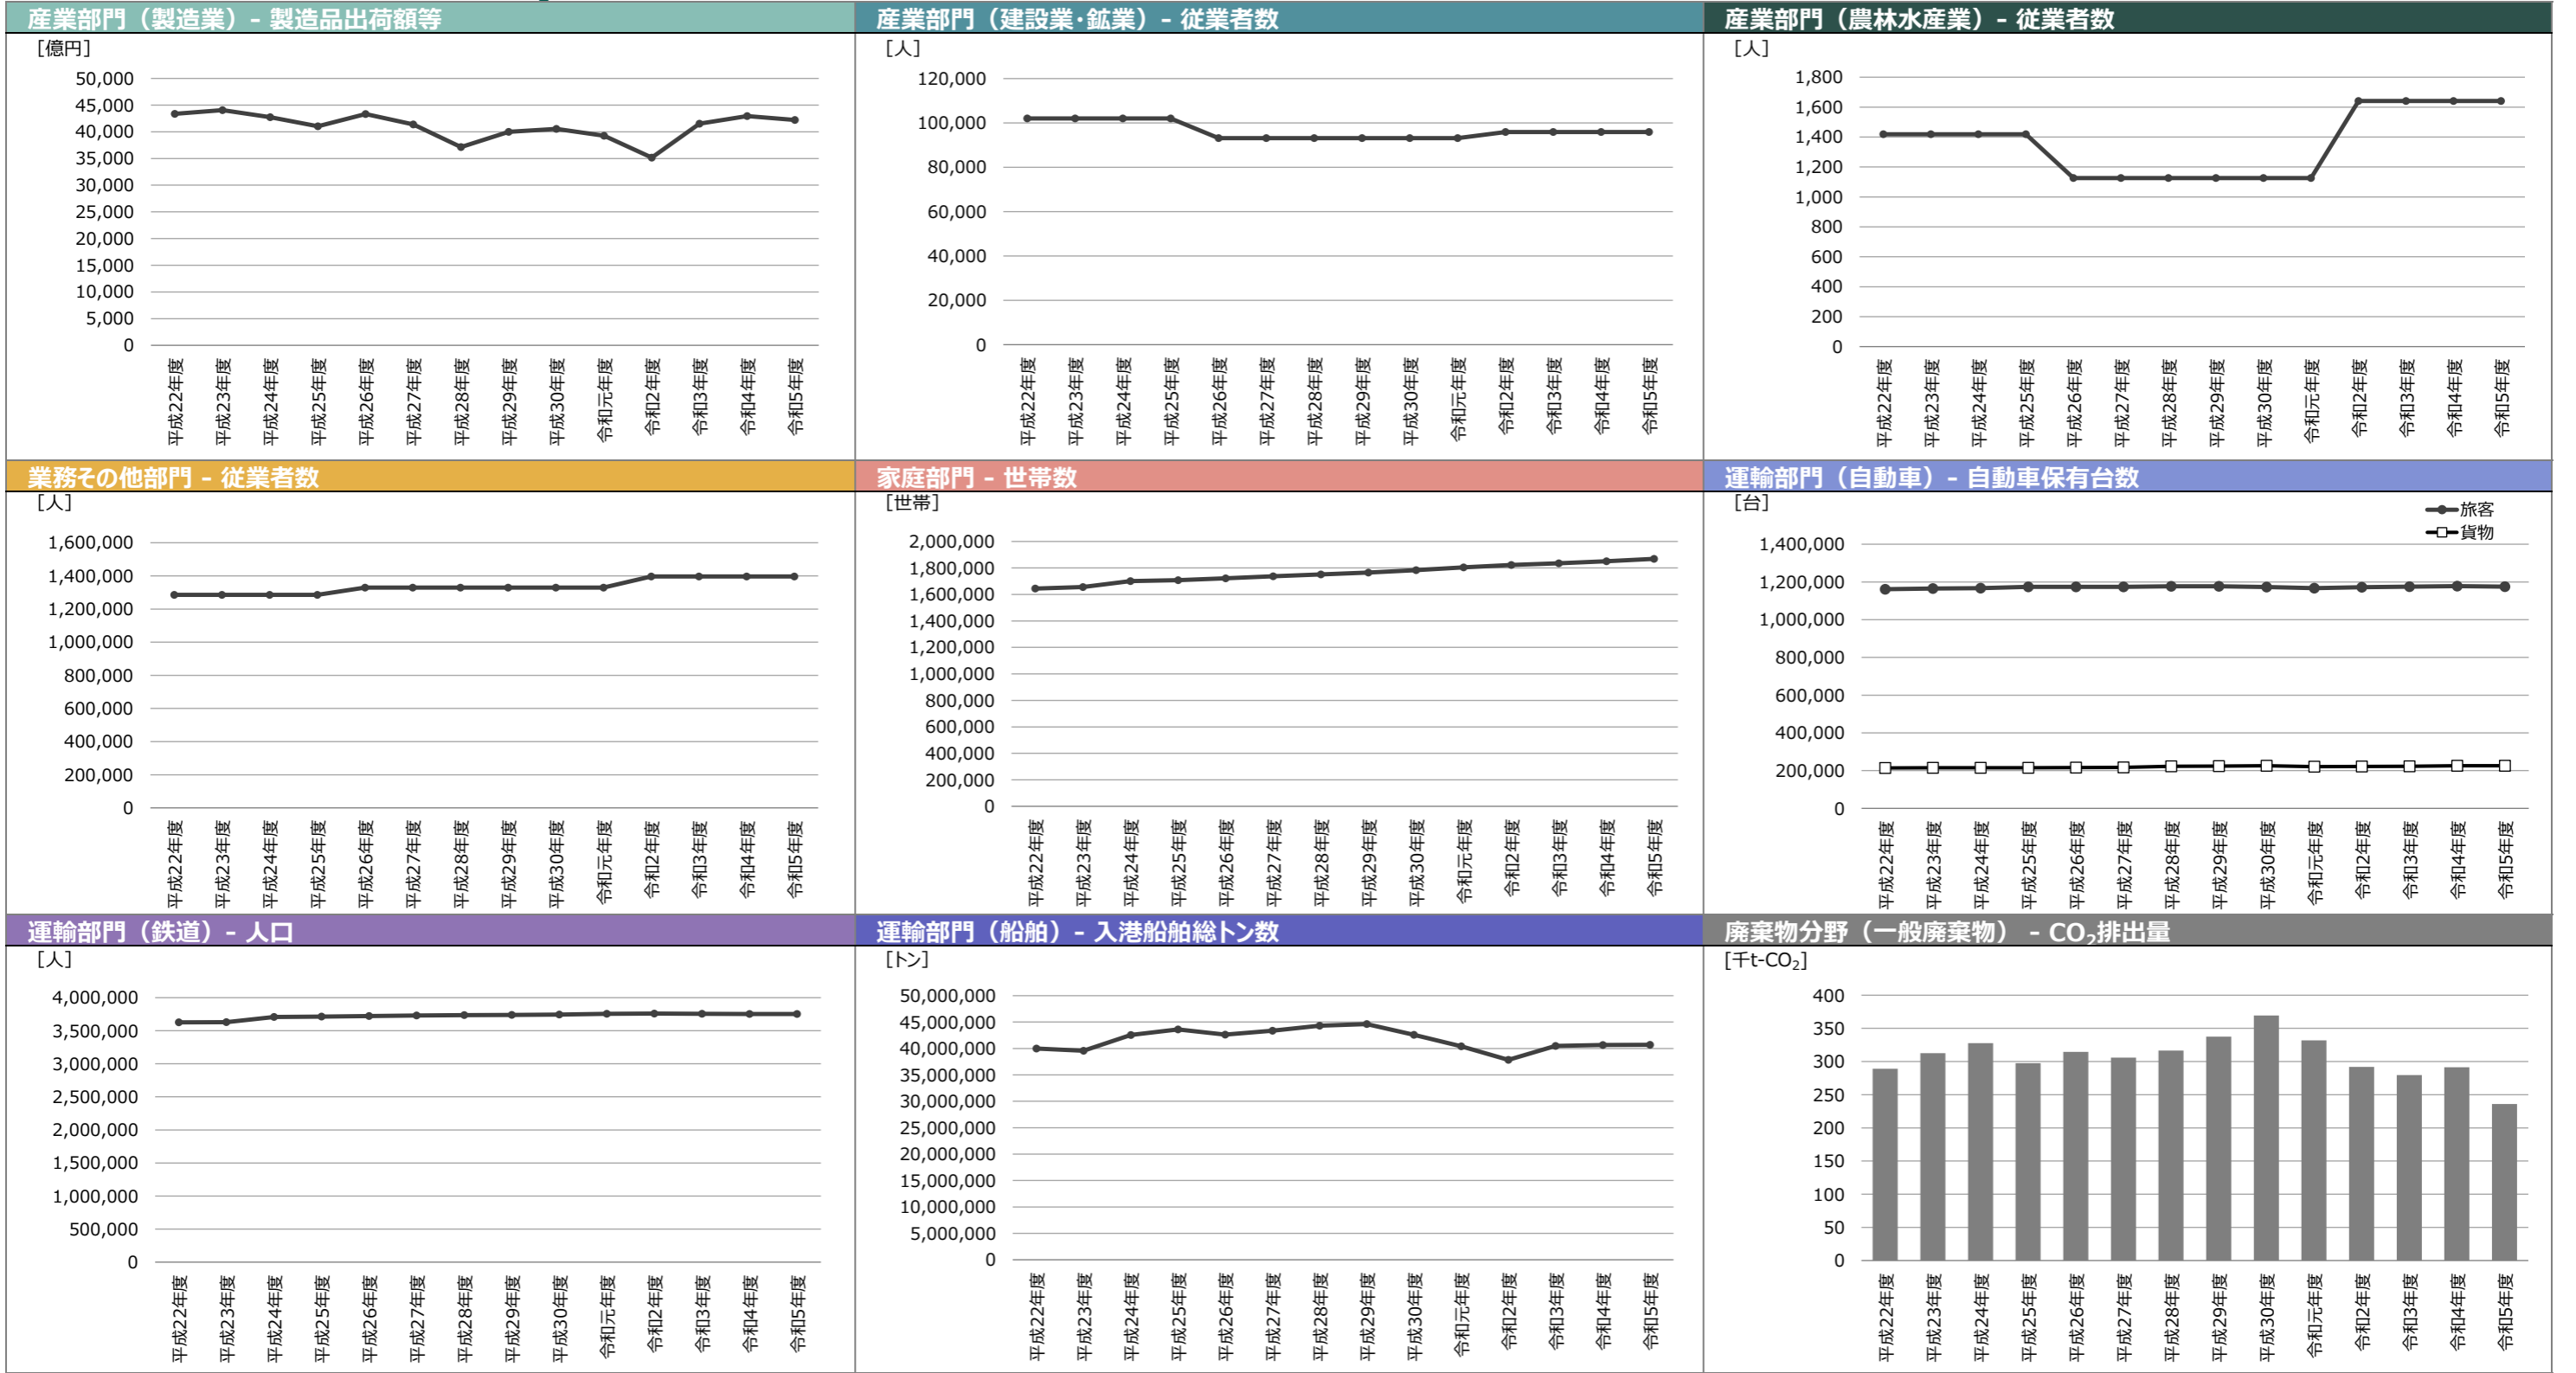 産業部門（製造業）- 製造品出荷額等
[億円]
50,000
45,000
40,000
35,000
30,000
25,000
20,000
15,000
10,000
5,000
0
平成22年度
平成23年度
平成24年度
平成25年度
平成26年度
平成27年度
平成28年度
平成29年度
平成30年度
令和元年度
令和2年度
令和3年度
令和4年度
令和5年度
産業部門（建設業･鉱業）- 従業者数
[人]
120,000
100,000
80,000
60,000
40,000
20,000
0
平成22年度
平成23年度
平成24年度
平成25年度
平成26年度
平成27年度
平成28年度
平成29年度
平成30年度
令和元年度
令和2年度
令和3年度
令和4年度
令和5年度
産業部門（農林水産業）- 従業者数
[人]
1,800
1,600
1,400
1,200
1,000
800
600
400
200
0
平成22年度
平成23年度
平成24年度
平成25年度
平成26年度
平成27年度
平成28年度
平成29年度
平成30年度
令和元年度
令和2年度
令和3年度
令和4年度
令和5年度
業務その他部門 - 従業者数
[人]
1,600,000
1,400,000
1,200,000
1,000,000
800,000
600,000
400,000
200,000
0
平成22年度
平成23年度
平成24年度
平成25年度
平成26年度
平成27年度
平成28年度
平成29年度
平成30年度
令和元年度
令和2年度
令和3年度
令和4年度
令和5年度
家庭部門 - 世帯数
[世帯]
2,000,000
1,800,000
1,600,000
1,400,000
1,200,000
1,000,000
800,000
600,000
400,000
200,000
0
平成22年度
平成23年度
平成24年度
平成25年度
平成26年度
平成27年度
平成28年度
平成29年度
平成30年度
令和元年度
令和2年度
令和3年度
令和4年度
令和5年度
運輸部門（自動車）- 自動車保有台数
[台]
旅客
貨物
1,400,000
1,200,000
1,000,000
800,000
600,000
400,000
200,000
0
平成22年度
平成23年度
平成24年度
平成25年度
平成26年度
平成27年度
平成28年度
平成29年度
平成30年度
令和元年度
令和2年度
令和3年度
令和4年度
令和5年度
運輸部門（鉄道）- 人口
[人]
4,000,000
3,500,000
3,000,000
2,500,000
2,000,000
1,500,000
1,000,000
500,000
0
平成22年度
平成23年度
平成24年度
平成25年度
平成26年度
平成27年度
平成28年度
平成29年度
平成30年度
令和元年度
令和2年度
令和3年度
令和4年度
令和5年度
運輸部門（船舶）- 入港船舶総トン数
[トン]
50,000,000
45,000,000
40,000,000
35,000,000
30,000,000
25,000,000
20,000,000
15,000,000
10,000,000
5,000,000
0
平成22年度
平成23年度
平成24年度
平成25年度
平成26年度
平成27年度
平成28年度
平成29年度
平成30年度
令和元年度
令和2年度
令和3年度
令和4年度
令和5年度
廃棄物分野（一般廃棄物） - CO₂排出量
[千t-CO₂]
400
350
300
250
200
150
100
50
0
平成22年度
平成23年度
平成24年度
平成25年度
平成26年度
平成27年度
平成28年度
平成29年度
平成30年度
令和元年度
令和2年度
令和3年度
令和4年度
令和5年度